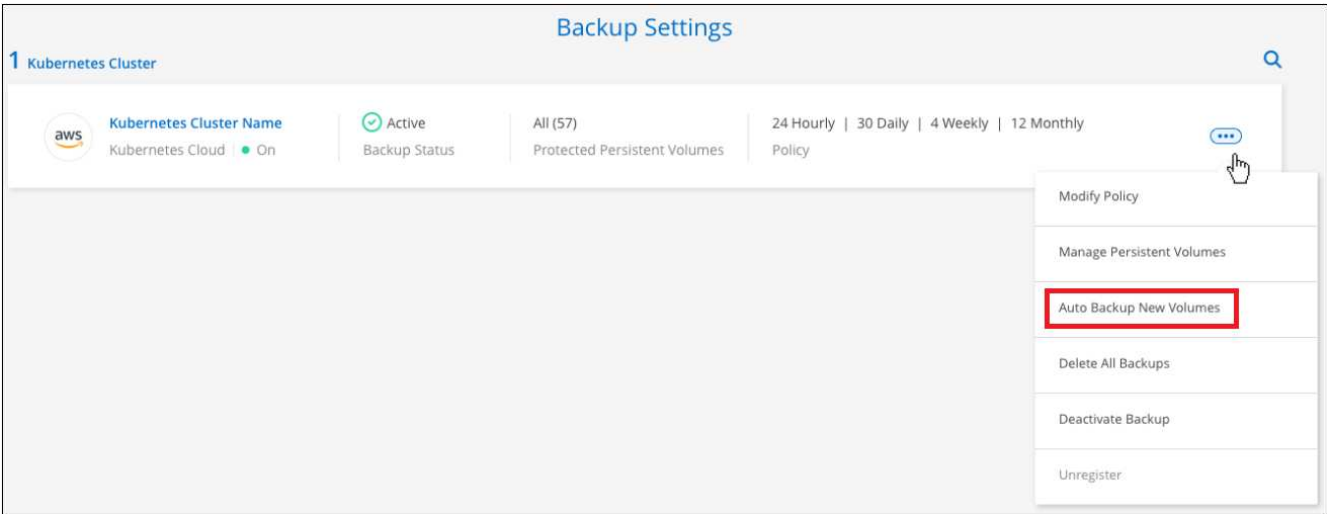 Backup Settings
1 Kubernetes Cluster
aws
Kubernetes Cluster Name
Kubernetes Cloud
On
Active
Backup Status
All (57)
Protected Persistent Volumes
24 Hourly | 30 Daily | 4 Weekly | 12 Monthly
Policy
Modify Policy
Manage Persistent Volumes
Auto Backup New Volumes
Delete All Backups
Deactivate Backup
Unregister